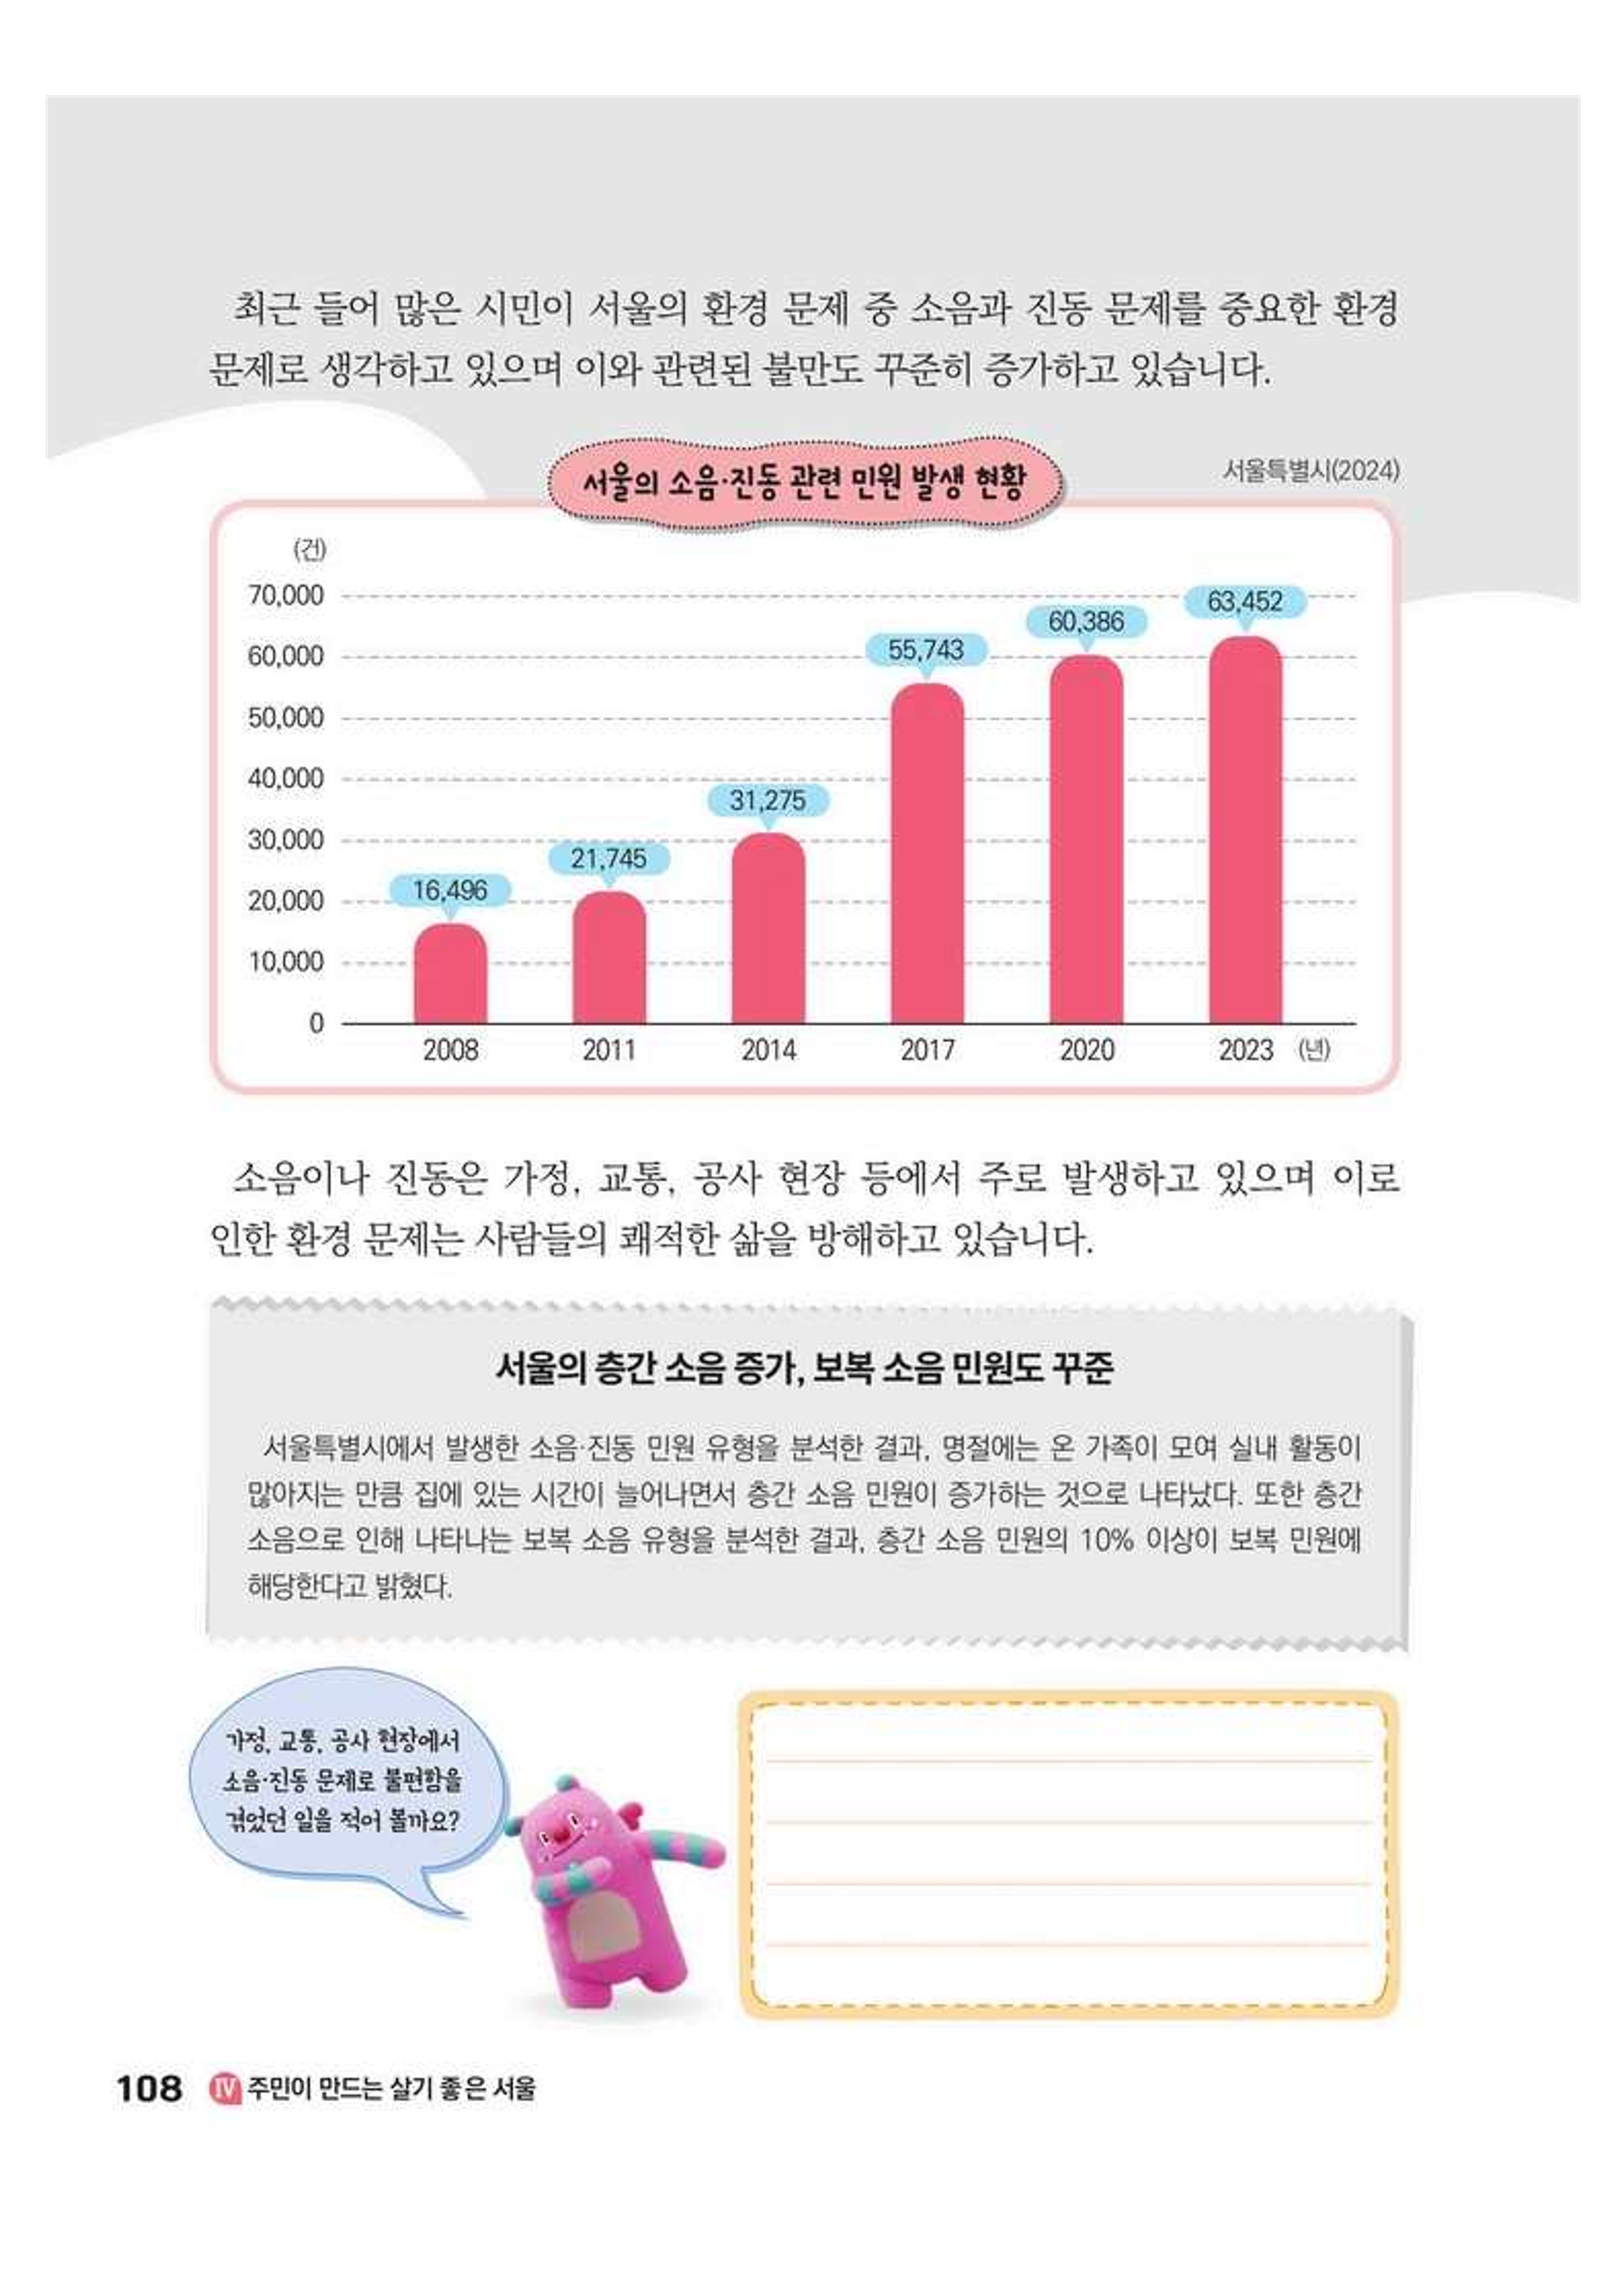 최근 들어 많은 시민이 서울의 환경 문제 중 소음과 진동 문제를 중요한 환경
문제로 생각하고 있으며 이와 관련된 불만도 꾸준히 증가하고 있습니다.
서울의 소음·진동 관련 민원 발생 현황
서울특별시(2024)
(건)
70,000
60,000
50,000
40,000
30,000
20,000
10,000
0
16,496
21,745
31,275
55,743
60,386
63,452
2008 2011 2014 2017 2020 2023 (년)
소음이나 진동은 가정, 교통, 공사 현장 등에서 주로 발생하고 있으며 이로
인한 환경 문제는 사람들의 쾌적한 삶을 방해하고 있습니다.
서울의 층간 소음 증가, 보복 소음 민원도 꾸준
서울특별시에서 발생한 소음·진동 민원 유형을 분석한 결과, 명절에는 온 가족이 모여 실내 활동이
많아지는 만큼 집에 있는 시간이 늘어나면서 층간 소음 민원이 증가하는 것으로 나타났다. 또한 층간
소음으로 인해 나타나는 보복 소음 유형을 분석한 결과, 층간 소음 민원의 10% 이상이 보복 민원에
해당한다고 밝혔다.
가정, 교통, 공사 현장에서
소음·진동 문제로 불편함을
겪었던 일을 적어 볼까요?
108 Ⅳ 주민이 만드는 살기 좋은 서울